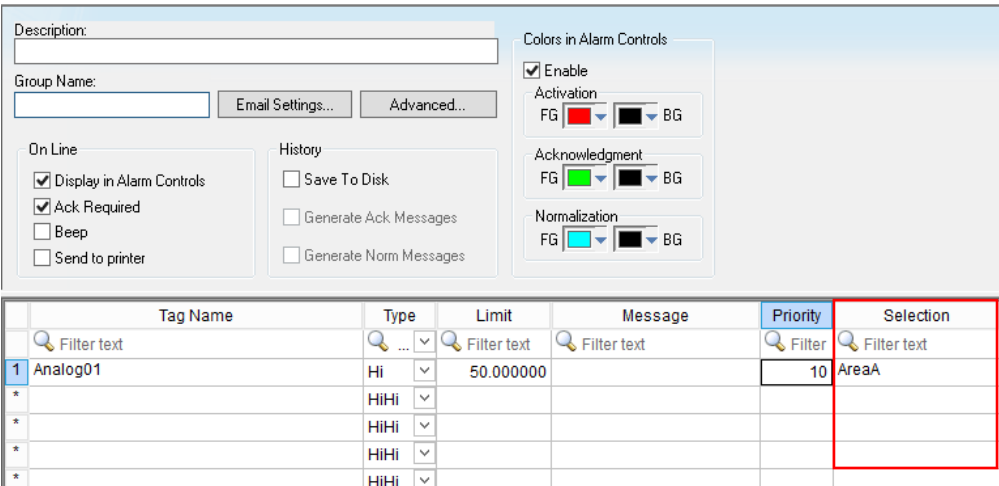 Description:
Colors in Alarm Controls
Enable
Group Name:
Email Settings... Advanced...
Activation
FG BG
On Line
History
Acknowledgment
FG BG
Display in Alarm Controls
Save To Disk
Ack Required
Generate Ack Messages
Normalization
FG BG
Beep
Send to printer
Generate Norm Messages
Tag Name Type Limit Message Priority Selection
Filter text ... Filter text Filter text Filter Filter text
1 Analog01 Hi 50.000000 10 AreaA
* HiHi
* HiHi
* HiHi
* HiHi